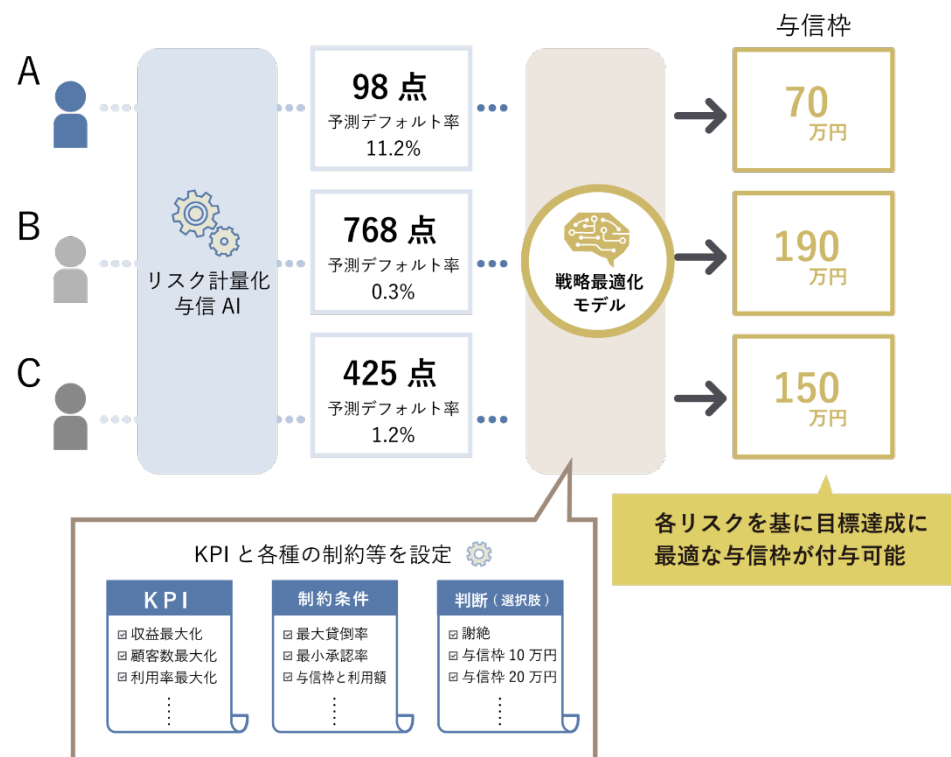 与信枠
A
98 点
予測デフォルト率
11.2%
70
万円
B
768 点
予測デフォルト率
0.3%
190
万円
リスク計量化
与信 AI
戦略最適化
モデル
C
425 点
予測デフォルト率
1.2%
150
万円
各リスクを基に目標達成に
最適な与信枠が付与可能
KPI と各種の制約等を設定
KPI
収益最大化
顧客数最大化
利用率最大化
制約条件
最大貸倒率
最小承認率
与信枠と利用額
判断(選択肢)
謝絶
与信枠 10 万円
与信枠 20 万円